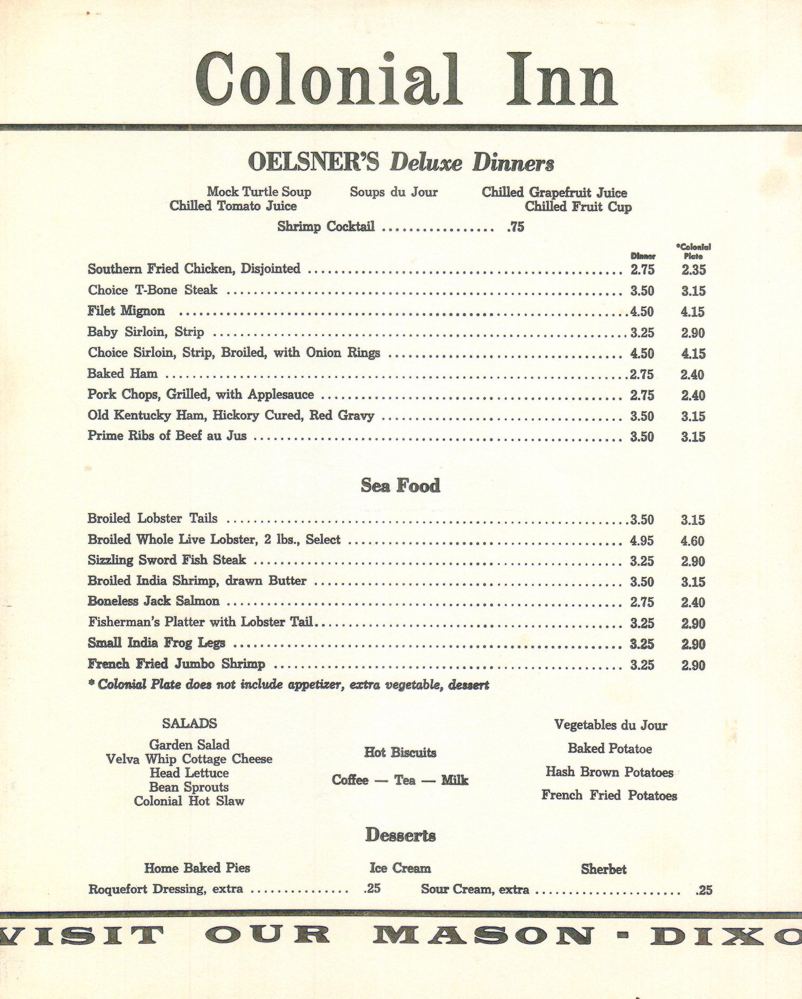 Colonial Inn
OELSNER'S Deluxe Dinners
Mock Turtle Soup Soups du Jour Chilled Grapefruit Juice
Chilled Tomato Juice Chilled Fruit Cup
Shrimp Cocktail ................. .75
Dinner *Colonial Plate
Southern Fried Chicken, Disjointed ........ 2.75 2.35
Choice T-Bone Steak ........ 3.50 3.15
Filet Mignon ........ 4.50 4.15
Baby Sirloin, Strip ........ 3.25 2.90
Choice Sirloin, Strip, Broiled, with Onion Rings ........ 4.50 4.15
Baked Ham ........ 2.75 2.40
Pork Chops, Grilled, with Applesauce ........ 2.75 2.40
Old Kentucky Ham, Hickory Cured, Red Gravy ........ 3.50 3.15
Prime Ribs of Beef au Jus ........ 3.50 3.15
Sea Food
Broiled Lobster Tails ........ 3.50 3.15
Broiled Whole Live Lobster, 2 lbs., Select ........ 4.95 4.60
Sizzling Sword Fish Steak ........ 3.25 2.90
Broiled India Shrimp, drawn Butter ........ 3.50 3.15
Boneless Jack Salmon ........ 2.75 2.40
Fisherman's Platter with Lobster Tail ........ 3.25 2.90
Small India Frog Legs ........ 3.25 2.90
French Fried Jumbo Shrimp ........ 3.25 2.90
* Colonial Plate does not include appetizer, extra vegetable, dessert
SALADS
Garden Salad
Velva Whip Cottage Cheese
Head Lettuce
Bean Sprouts
Colonial Hot Slaw
Hot Biscuits
Coffee — Tea — Milk
Vegetables du Jour
Baked Potatoe
Hash Brown Potatoes
French Fried Potatoes
Desserts
Home Baked Pies Ice Cream Sherbet
Roquefort Dressing, extra ............... .25 Sour Cream, extra ...................... .25
VISIT OUR MASON - DIXO